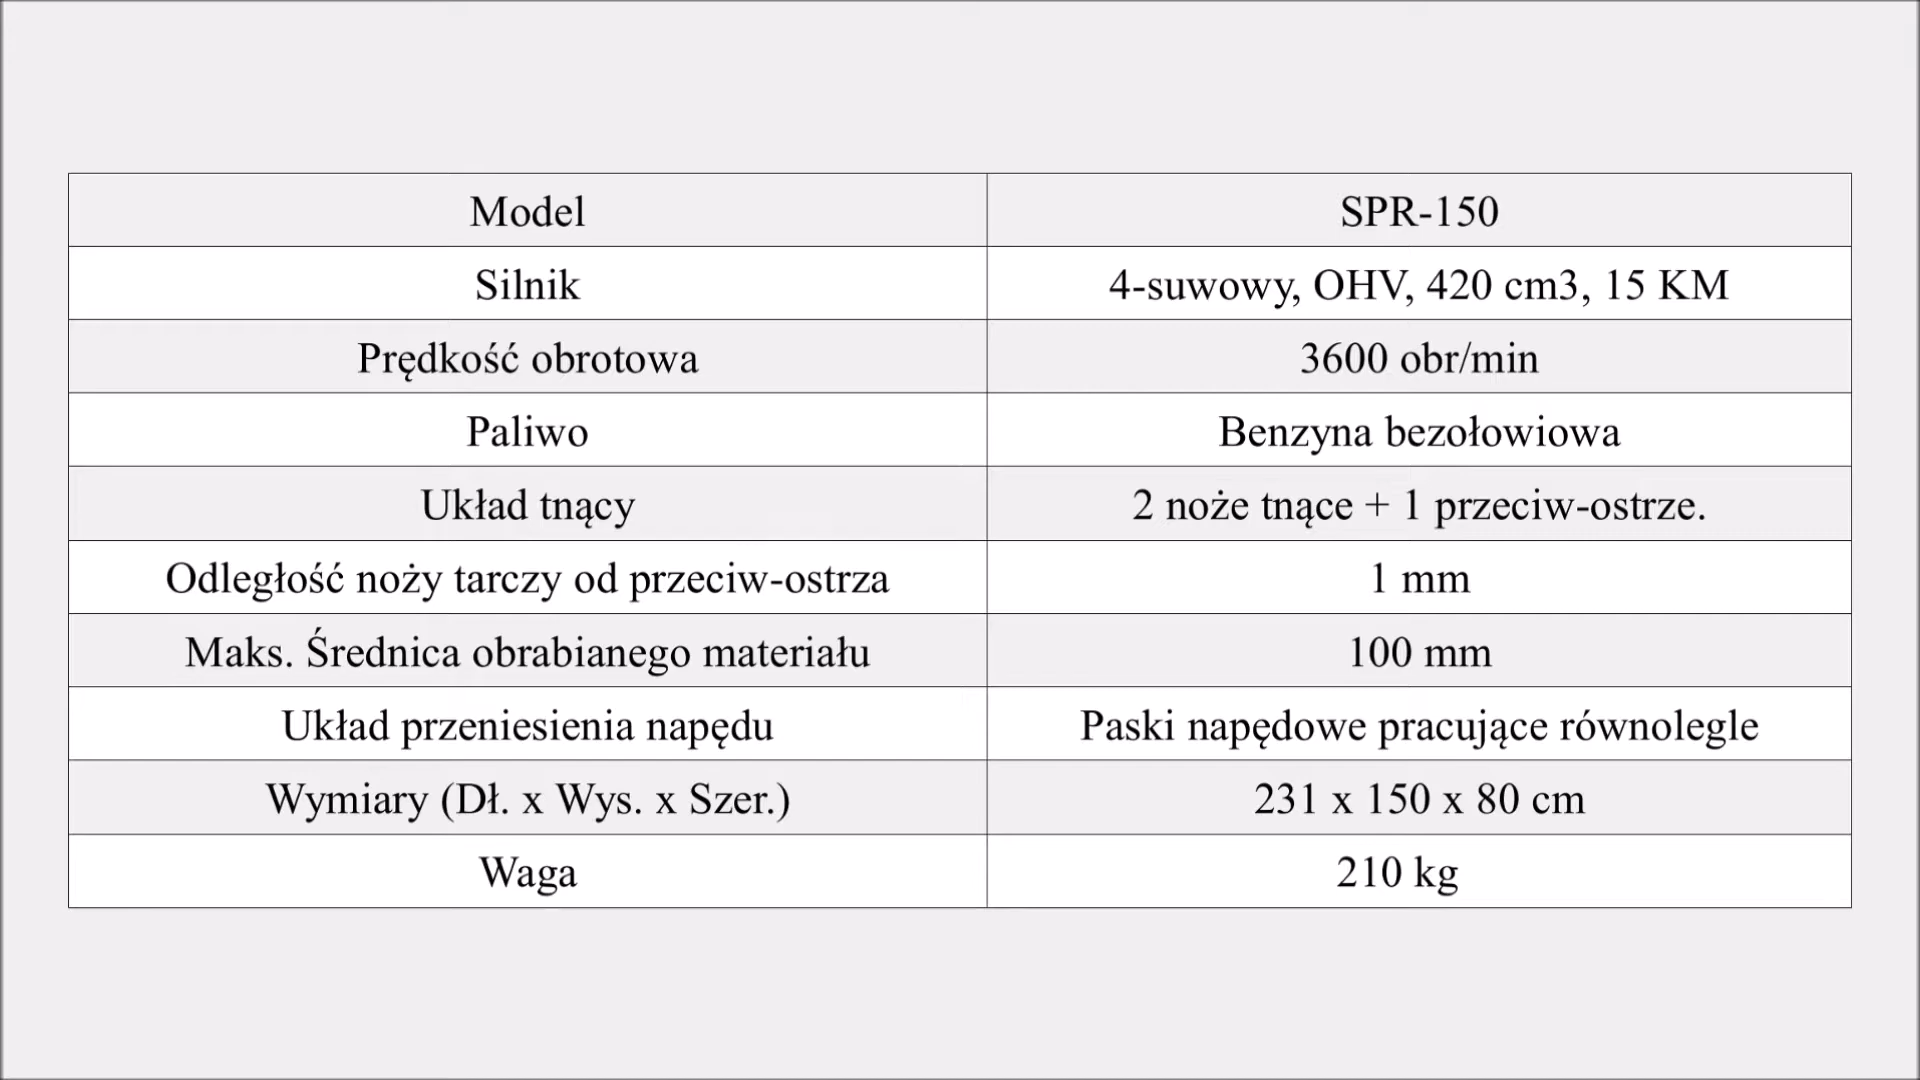 Model SPR-150
Silnik 4-suwowy, OHV, 420 cm3, 15 KM
Prędkość obrotowa 3600 obr/min
Paliwo Benzyna bezołowiowa
Układ tnący 2 noże tnące + 1 przeciw-ostrze.
Odległość noży tarczy od przeciw-ostrza 1 mm
Maks. Średnica obrabianego materiału 100 mm
Układ przeniesienia napędu Paski napędowe pracujące równolegle
Wymiary (Dł. x Wys. x Szer.) 231 x 150 x 80 cm
Waga 210 kg